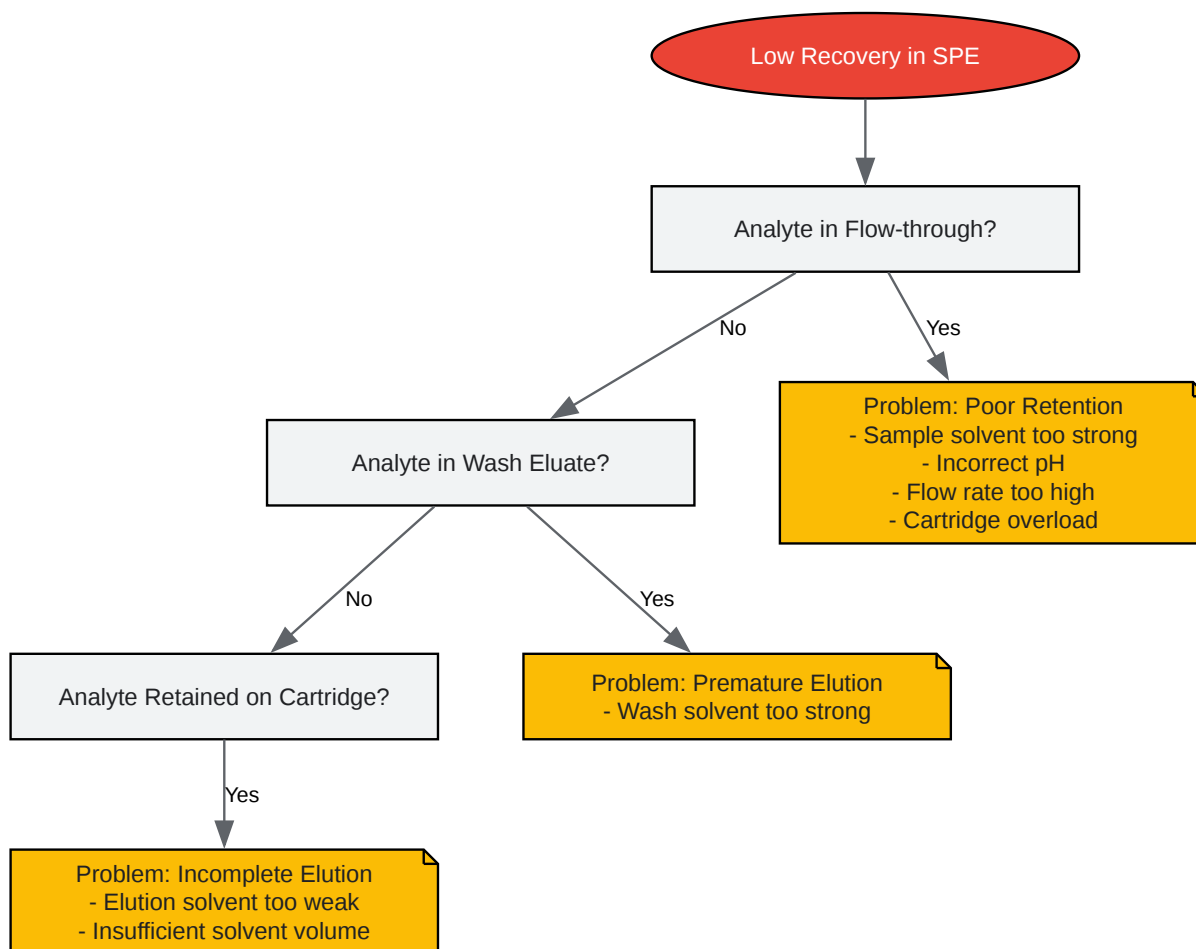 Low Recovery in SPE
Analyte in Flow-through?
No
Yes
Problem: Poor Retention
- Sample solvent too strong
- Incorrect pH
- Flow rate too high
- Cartridge overload
Analyte in Wash Eluate?
No
Yes
Analyte Retained on Cartridge?
Problem: Premature Elution
- Wash solvent too strong
Yes
Problem: Incomplete Elution
- Elution solvent too weak
- Insufficient solvent volume